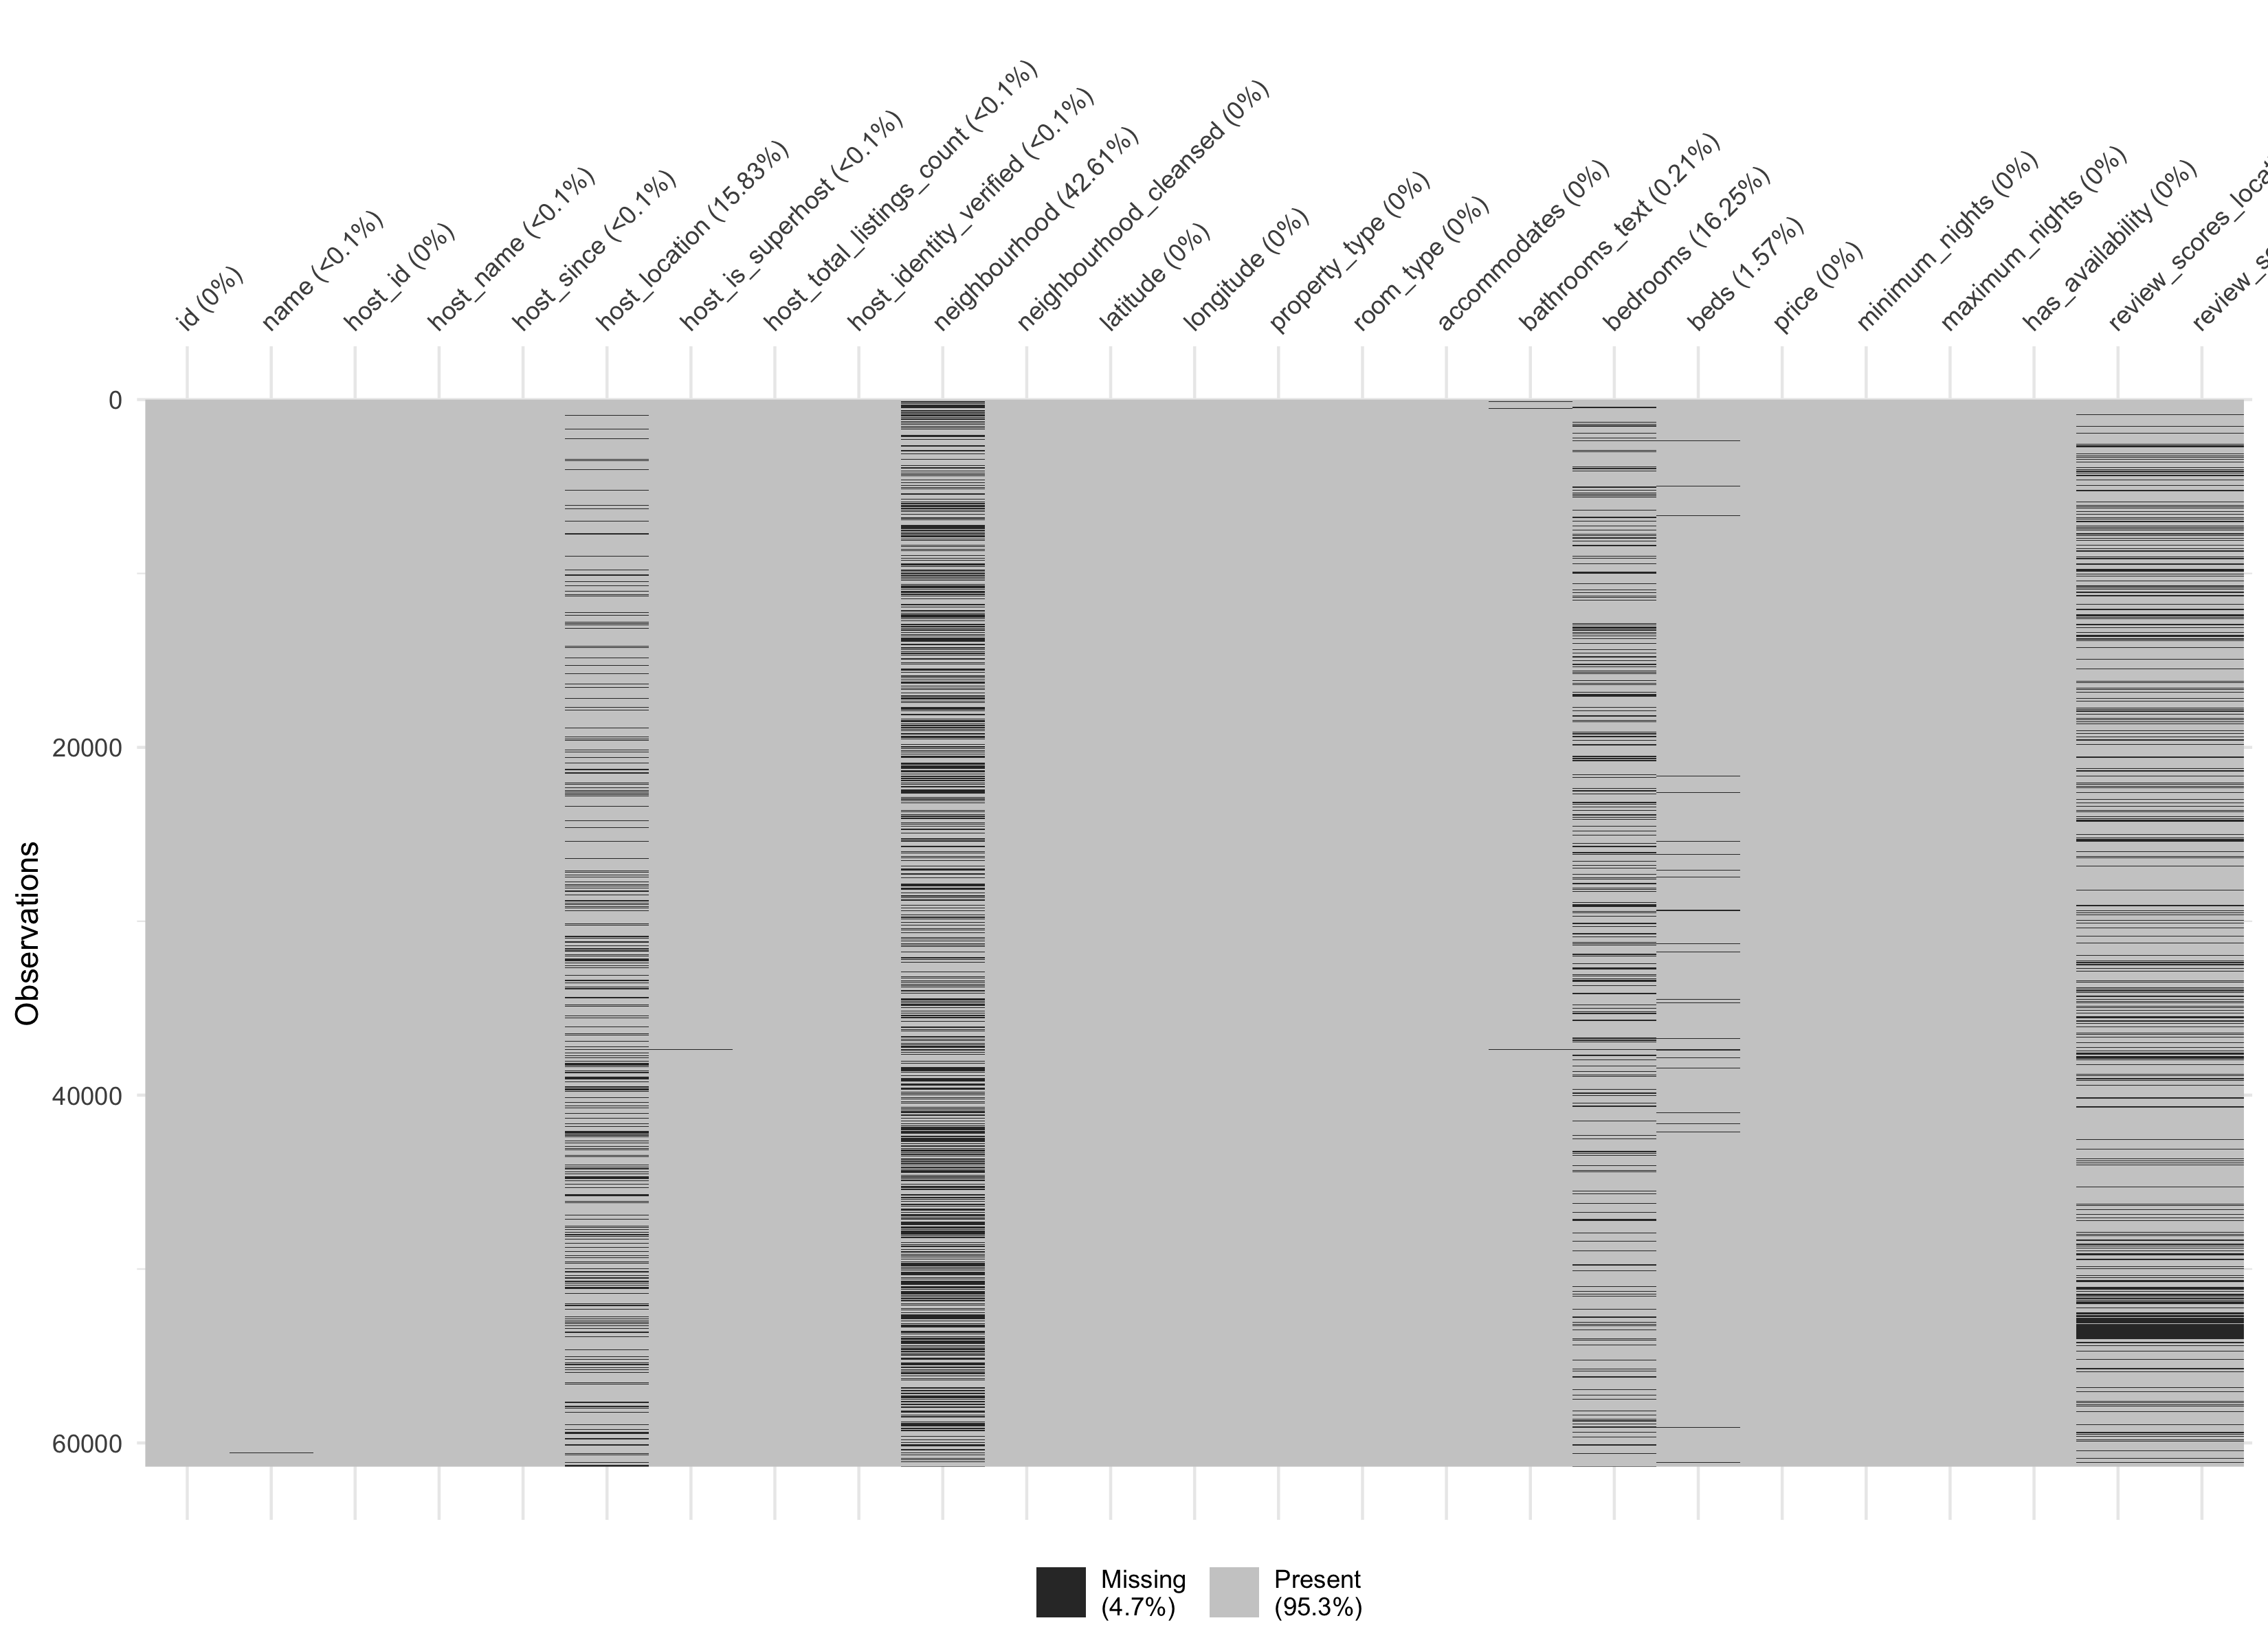 id (0%)
name (<0.1%)
host_id (0%)
host_name (<0.1%)
host_since (<0.1%)
host_location (15.83%)
host_is_superhost (<0.1%)
host_total_listings_count (<0.1%)
host_identity_verified (<0.1%)
neighbourhood (42.61%)
neighbourhood_cleansed (0%)
latitude (0%)
longitude (0%)
property_type (0%)
room_type (0%)
accommodates (0%)
bathrooms_text (0.21%)
bedrooms (16.25%)
beds (1.57%)
price (0%)
minimum_nights (0%)
maximum_nights (0%)
has_availability (0%)
review_scores_locat
review_sc
0
20000
40000
60000
Observations
Missing
(4.7%)
Present
(95.3%)